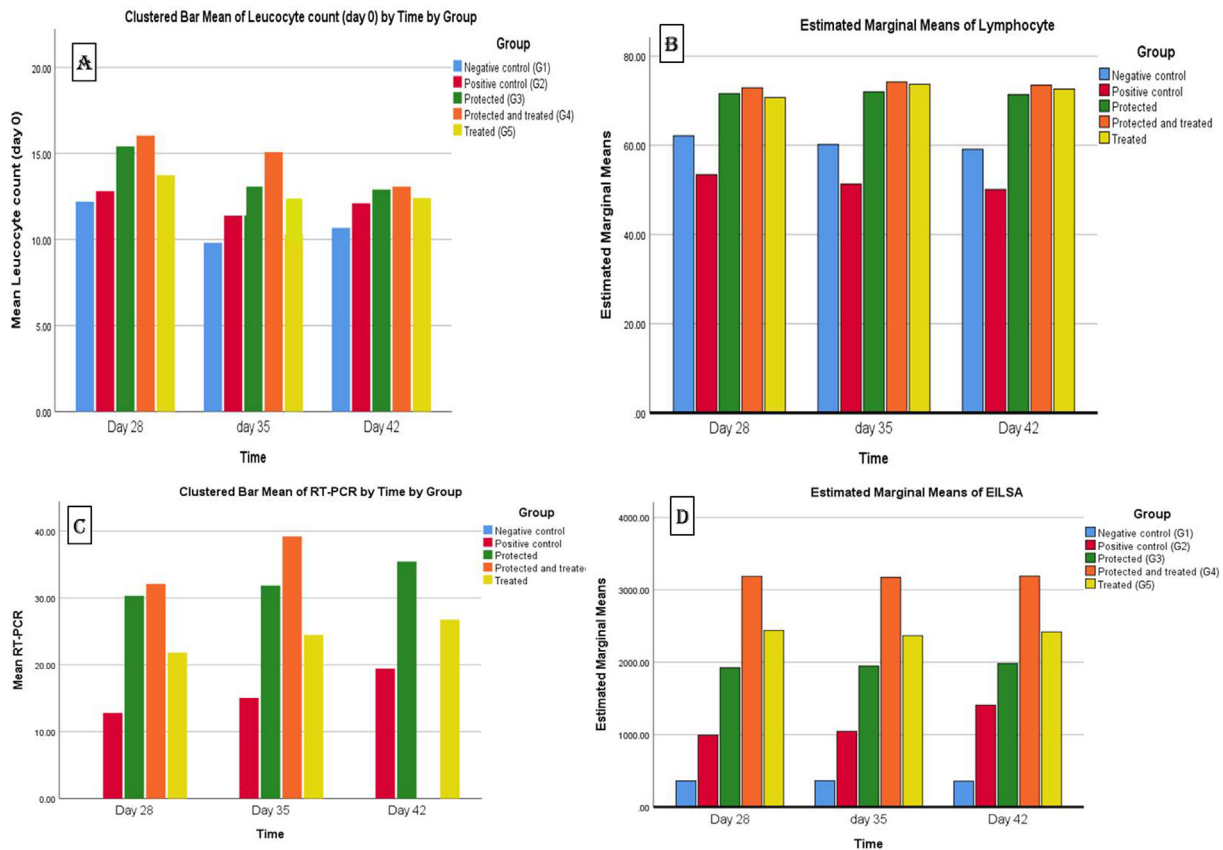 Clustered Bar Mean of Leucocyte count (day 0) by Time by Group
A
Group
Negative control (G1)
Positive control (G2)
Protected (G3)
Protected and treated (G4)
Treated (G5)
Mean Leucocyte count (day 0)
20.00
15.00
10.00
5.00
0.00
Day 28
day 35
Day 42
Time
Estimated Marginal Means of Lymphocyte
B
Group
Negative control
Positive control
Protected
Protected and treated
Treated
Estimated Marginal Means
80.00
60.00
40.00
20.00
.00
Day 28
day 35
Day 42
Time
Clustered Bar Mean of RT-PCR by Time by Group
C
Group
Negative control
Positive control
Protected
Protected and treate
Treated
Mean RT-PCR
40.00
30.00
20.00
10.00
0.00
Day 28
Day 35
Day 42
Time
Estimated Marginal Means of EILSA
D
Group
Negative control (G1)
Positive control (G2)
Protected (G3)
Protected and treated (G4)
Treated (G5)
Estimated Marginal Means
4000.00
3000.00
2000.00
1000.00
.00
Day 28
day 35
Day 42
Time